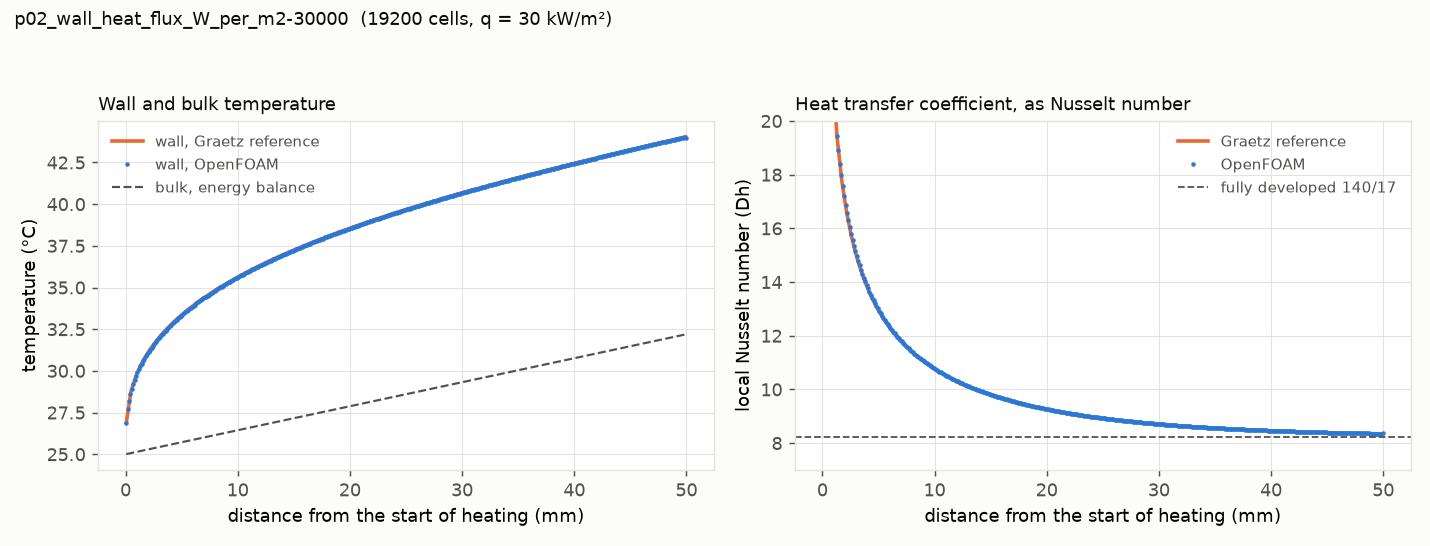 p02_wall_heat_flux_W_per_m2-30000  (19200 cells, q = 30 kW/m²)
Wall and bulk temperature
wall, Graetz reference
wall, OpenFOAM
bulk, energy balance
temperature (°C)
42.5
40.0
37.5
35.0
32.5
30.0
27.5
25.0
0 10 20 30 40 50
distance from the start of heating (mm)
Heat transfer coefficient, as Nusselt number
Graetz reference
OpenFOAM
fully developed 140/17
local Nusselt number (Dh)
20
18
16
14
12
10
8
0 10 20 30 40 50
distance from the start of heating (mm)